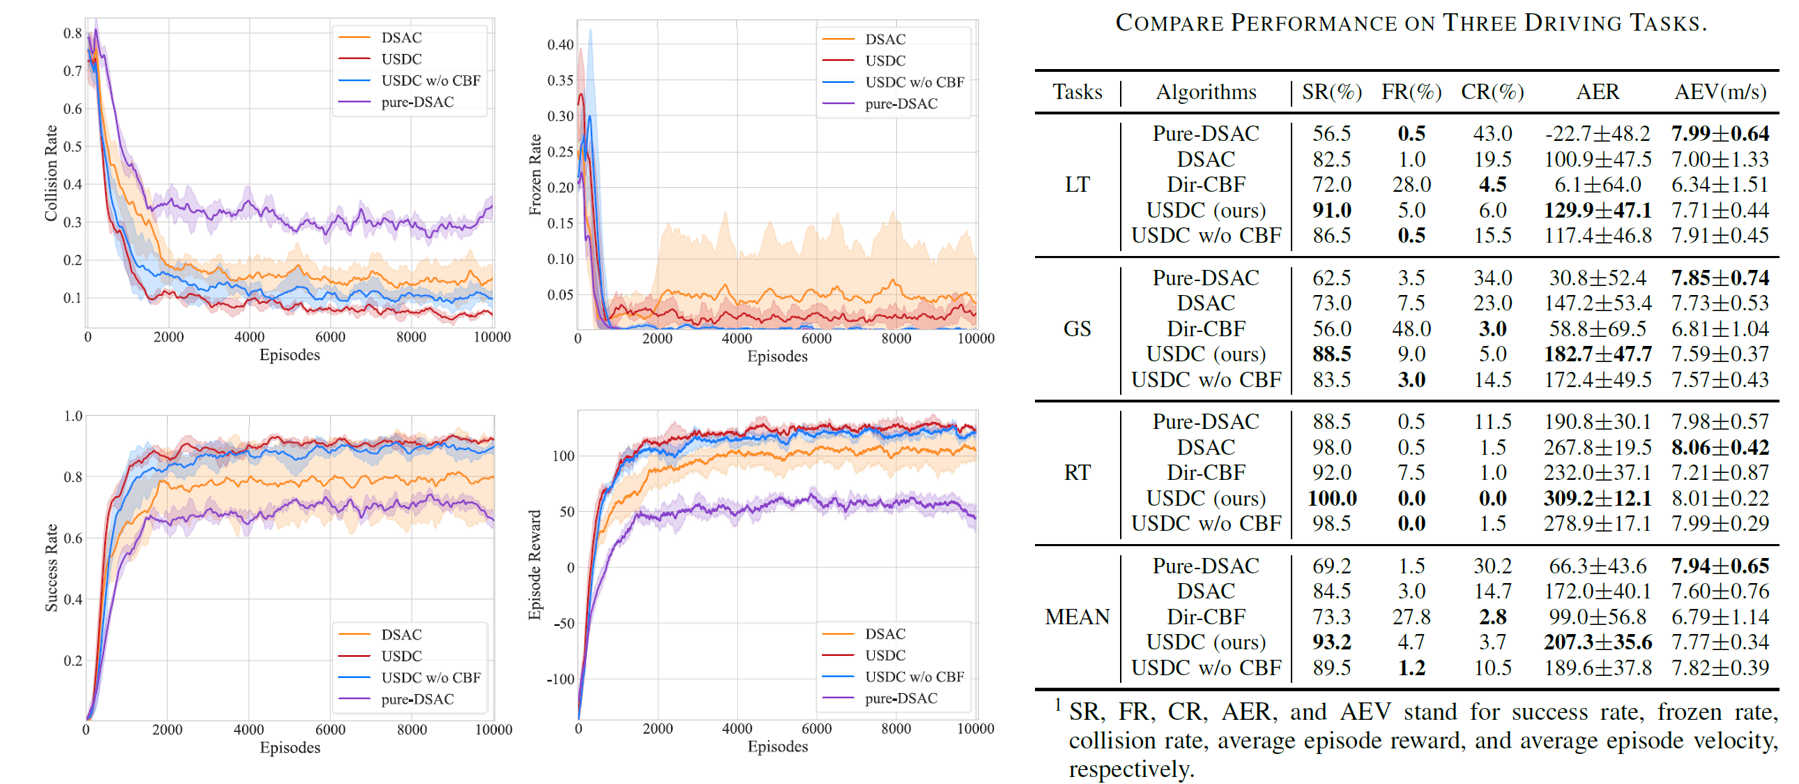 0.8
0.7
0.6
0.5
0.4
0.3
0.2
0.1
Collision Rate
DSAC
USDC
USDC w/o CBF
pure-DSAC
0 2000 4000 6000 8000 10000
Episodes
0.40
0.35
0.30
0.25
0.20
0.15
0.10
0.05
Frozen Rate
DSAC
USDC
USDC w/o CBF
pure-DSAC
0 2000 4000 6000 8000 10000
Episodes
1.0
0.8
0.6
0.4
0.2
Success Rate
DSAC
USDC
USDC w/o CBF
pure-DSAC
0 2000 4000 6000 8000 10000
Episodes
100
50
0
-50
-100
Episode Reward
DSAC
USDC
USDC w/o CBF
pure-DSAC
0 2000 4000 6000 8000 10000
Episodes
COMPARE PERFORMANCE ON THREE DRIVING TASKS.
Tasks Algorithms SR(%) FR(%) CR(%) AER AEV(m/s)
Pure-DSAC 56.5 0.5 43.0 -22.7±48.2 7.99±0.64
DSAC 82.5 1.0 19.5 100.9±47.5 7.00±1.33
LT Dir-CBF 72.0 28.0 4.5 6.1±64.0 6.34±1.51
USDC (ours) 91.0 5.0 6.0 129.9±47.1 7.71±0.44
USDC w/o CBF 86.5 0.5 15.5 117.4±46.8 7.91±0.45
Pure-DSAC 62.5 3.5 34.0 30.8±52.4 7.85±0.74
DSAC 73.0 7.5 23.0 147.2±53.4 7.73±0.53
GS Dir-CBF 56.0 48.0 3.0 58.8±69.5 6.81±1.04
USDC (ours) 88.5 9.0 5.0 182.7±47.7 7.59±0.37
USDC w/o CBF 83.5 3.0 14.5 172.4±49.5 7.57±0.43
Pure-DSAC 88.5 0.5 11.5 190.8±30.1 7.98±0.57
DSAC 98.0 0.5 1.5 267.8±19.5 8.06±0.42
RT Dir-CBF 92.0 7.5 1.0 232.0±37.1 7.21±0.87
USDC (ours) 100.0 0.0 0.0 309.2±12.1 8.01±0.22
USDC w/o CBF 98.5 0.0 1.5 278.9±17.1 7.99±0.29
Pure-DSAC 69.2 1.5 30.2 66.3±43.6 7.94±0.65
DSAC 84.5 3.0 14.7 172.0±40.1 7.60±0.76
MEAN Dir-CBF 73.3 27.8 2.8 99.0±56.8 6.79±1.14
USDC (ours) 93.2 4.7 3.7 207.3±35.6 7.77±0.34
USDC w/o CBF 89.5 1.2 10.5 189.6±37.8 7.82±0.39
1 SR, FR, CR, AER, and AEV stand for success rate, frozen rate,
collision rate, average episode reward, and average episode velocity,
respectively.